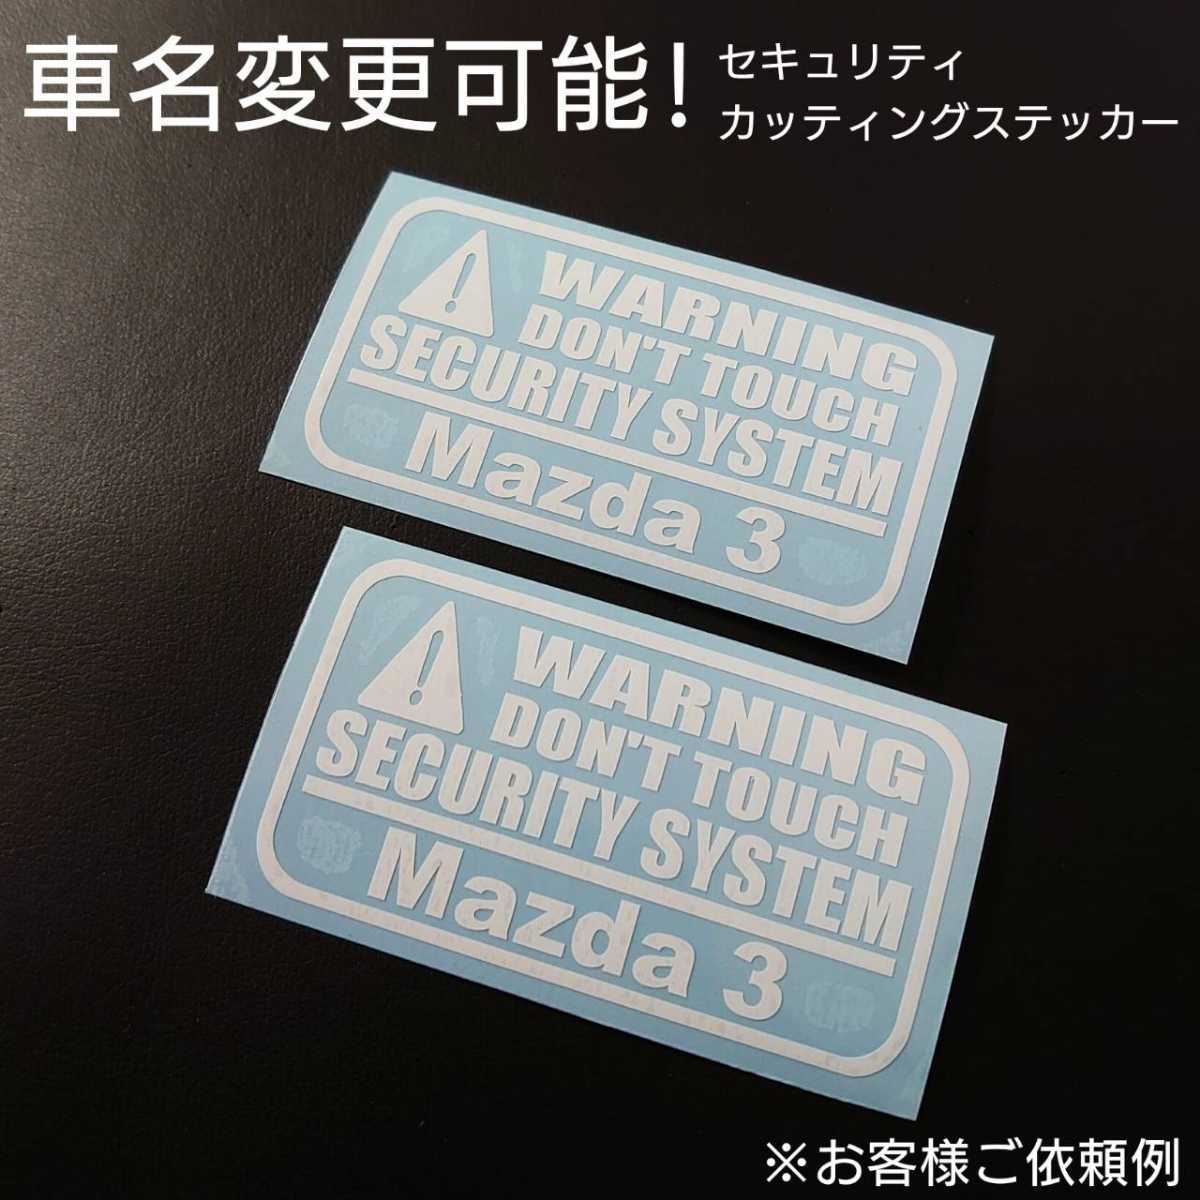 車名変更可能!
セキュリティ
カッティングステッカー
WARNING
DON'T TOUCH
SECURITY SYSTEM
Mazda 3
WARNING
DON'T TOUCH
SECURITY SYSTEM
Mazda 3
※お客様ご依頼例